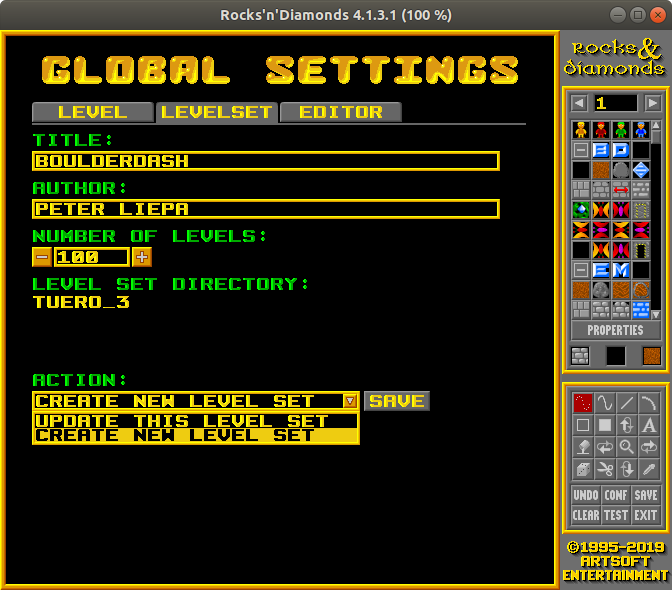 Rocks'n'Diamonds 4.1.3.1 (100 %)
GLOBAL SETTINGS
LEVEL LEVELSET EDITOR
TITLE:
BOULDERDASH
AUTHOR:
PETER LIEPA
NUMBER OF LEVELS:
100
LEVEL SET DIRECTORY:
TUERO_3
ACTION:
CREATE NEW LEVEL SET SAVE
UPDATE THIS LEVEL SET
CREATE NEW LEVEL SET
Rocks &
Diamonds
1
B D
E M
PROPERTIES
A
UNDO CONF SAVE
CLEAR TEST EXIT
©1995-2019
ARTSOFT
ENTERTAINMENT